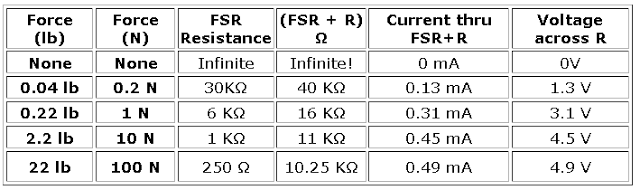 Force (lb) | Force (N) | FSR Resistance | (FSR + R) Ω | Current thru FSR+R | Voltage across R
None | None | Infinite | Infinite! | 0 mA | 0V
0.04 lb | 0.2 N | 30KΩ | 40 KΩ | 0.13 mA | 1.3 V
0.22 lb | 1 N | 6 KΩ | 16 KΩ | 0.31 mA | 3.1 V
2.2 lb | 10 N | 1 KΩ | 11 KΩ | 0.45 mA | 4.5 V
22 lb | 100 N | 250 Ω | 10.25 KΩ | 0.49 mA | 4.9 V